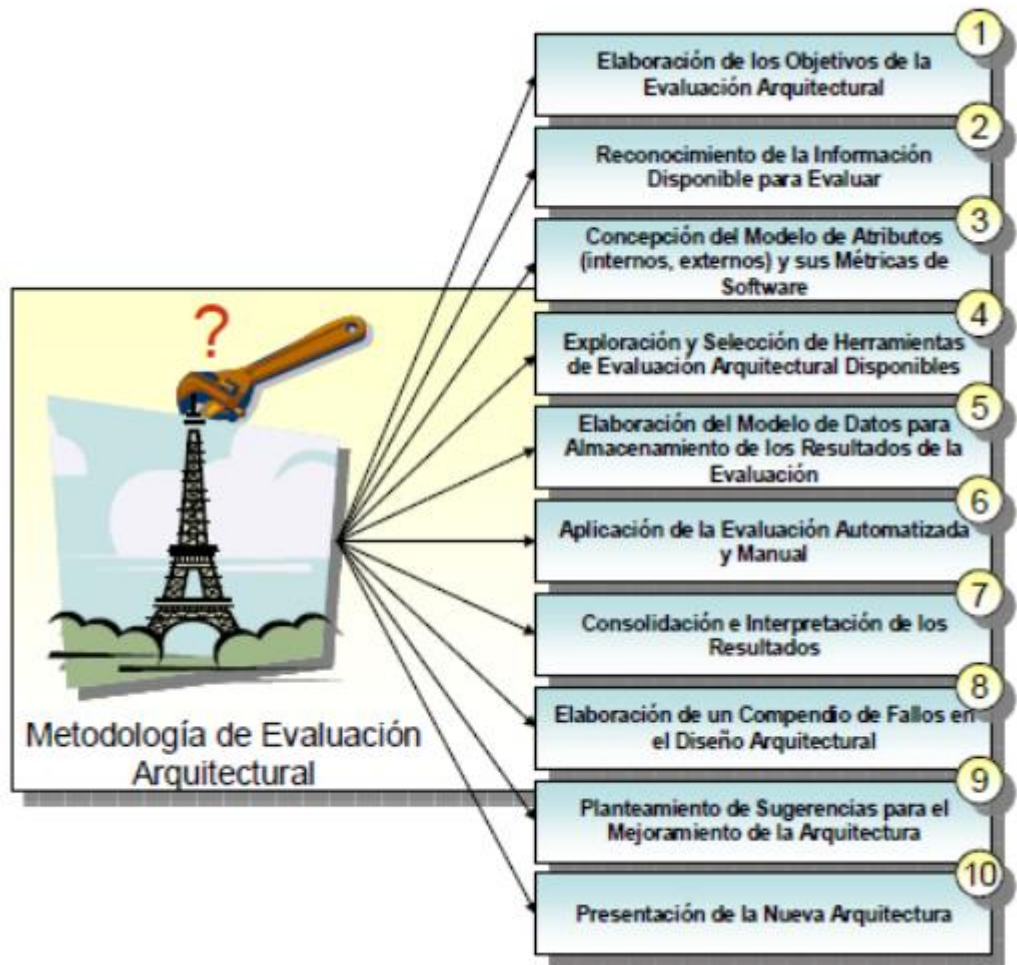 1
Elaboración de los Objetivos de la
Evaluación Arquitectural
2
Reconocimiento de la Información
Disponible para Evaluar
3
Concepción del Modelo de Atributos
(internos, externos) y sus Métricas de
Software
4
Exploración y Selección de Herramientas
de Evaluación Arquitectural Disponibles
5
Elaboración del Modelo de Datos para
Almacenamiento de los Resultados de la
Evaluación
6
Aplicación de la Evaluación Automatizada
y Manual
7
Consolidación e Interpretación de los
Resultados
8
Elaboración de un Compendio de Fallos en
el Diseño Arquitectural
9
Planteamiento de Sugerencias para el
Mejoramiento de la Arquitectura
10
Presentación de la Nueva Arquitectura
?
Metodología de Evaluación
Arquitectural